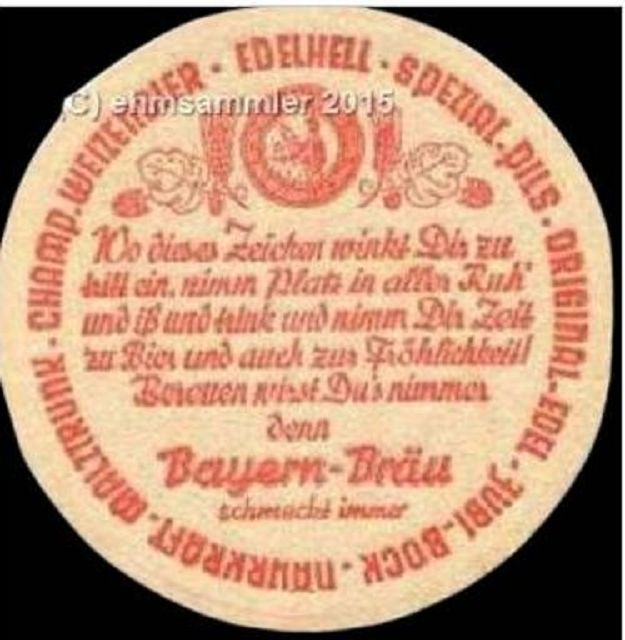 EDELHELL · SPEZIAL-PILS · ORIGINAL-EDEL · JUBI-BOCK · NÄHRKRAFT-MALZTRUNK · CHAMP. WEIZENBIER ·
(C) ehmsammler 2015
Wo dieses Zeichen winkt Dir zu
tritt ein, nimm Platz in aller Ruh'
und iß und trink und nimm Dir Zeit
zu Bier und auch zur Fröhlichkeit!
Bereuen wirst Du's nimmer
denn
Bayern-Bräu
schmeckt immer